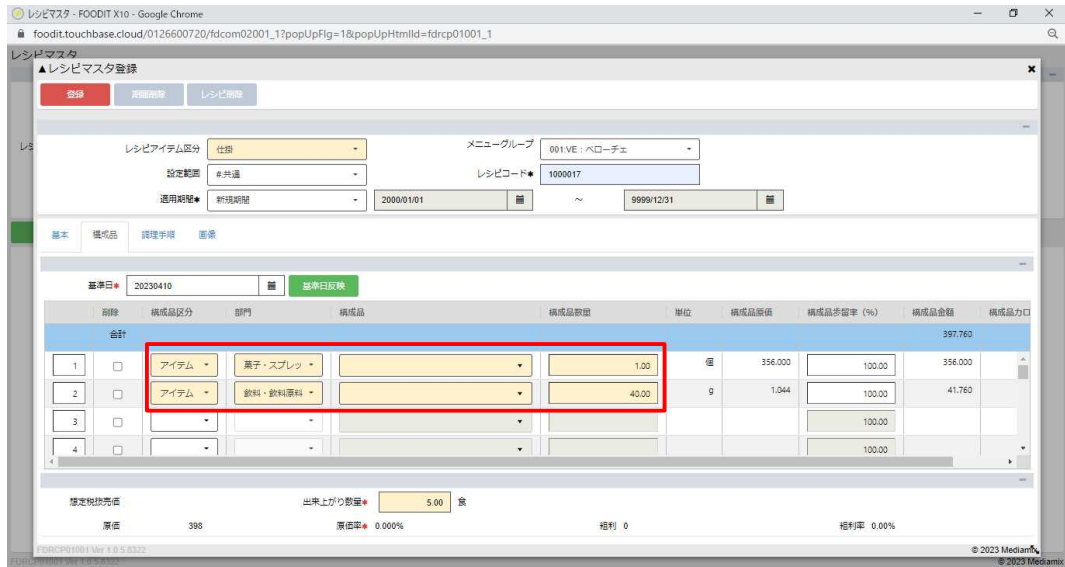 レシピマスタ - FOODIT X10 - Google Chrome
foodit.touchbase.cloud/0126600720/fdcom02001_1?popUpFlg=1&popUpHtmlId=fdrcp01001_1
レシピマスタ
▲レシピマスタ登録
登録 期間削除 レシピ削除
レシピアイテム区分 仕掛 メニューグループ 001:VE : ベローチェ
設定範囲 #:共通 レシピコード* 1000017
適用期間* 新規期間 2000/01/01 ～ 9999/12/31
基本 構成品 調理手順 画像
基準日* 20230410 基準日反映
削除 構成品区分 部門 構成品 構成品数量 単位 構成品原価 構成品歩留率 (%) 構成品金額 構成品カロ
合計 397.760
1 アイテム 菓子・スプレッ 1.00 個 356.000 100.00 356.000
2 アイテム 飲料・飲料原料 40.00 g 1.044 100.00 41.760
3 100.00
4 100.00
想定税抜売価 出来上がり数量* 5.00 食
原価 398 原価率* 0.000% 粗利 0 粗利率 0.00%
FDRCP01001 Ver 1.0.5.8322 © 2023 Mediamix
FDRCP01001 Ver 1.0.5.8322 © 2023 Mediamix